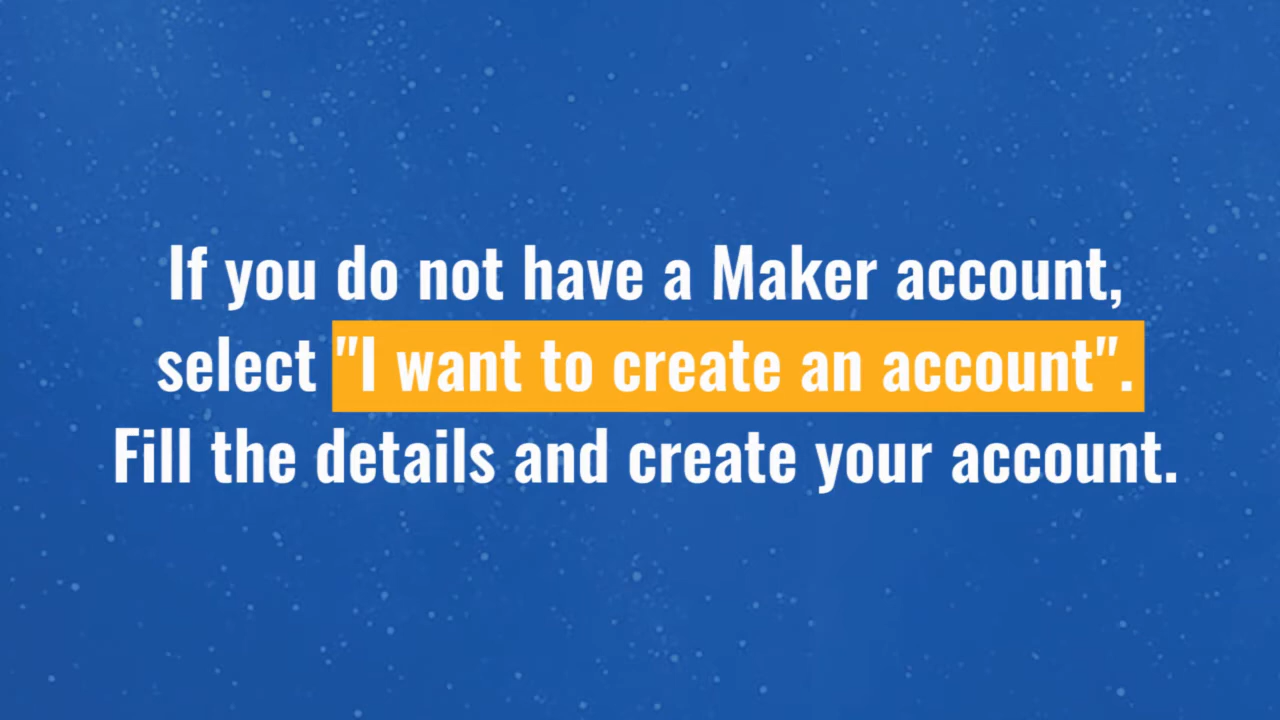 If you do not have a Maker account,
select "I want to create an account".
Fill the details and create your account.